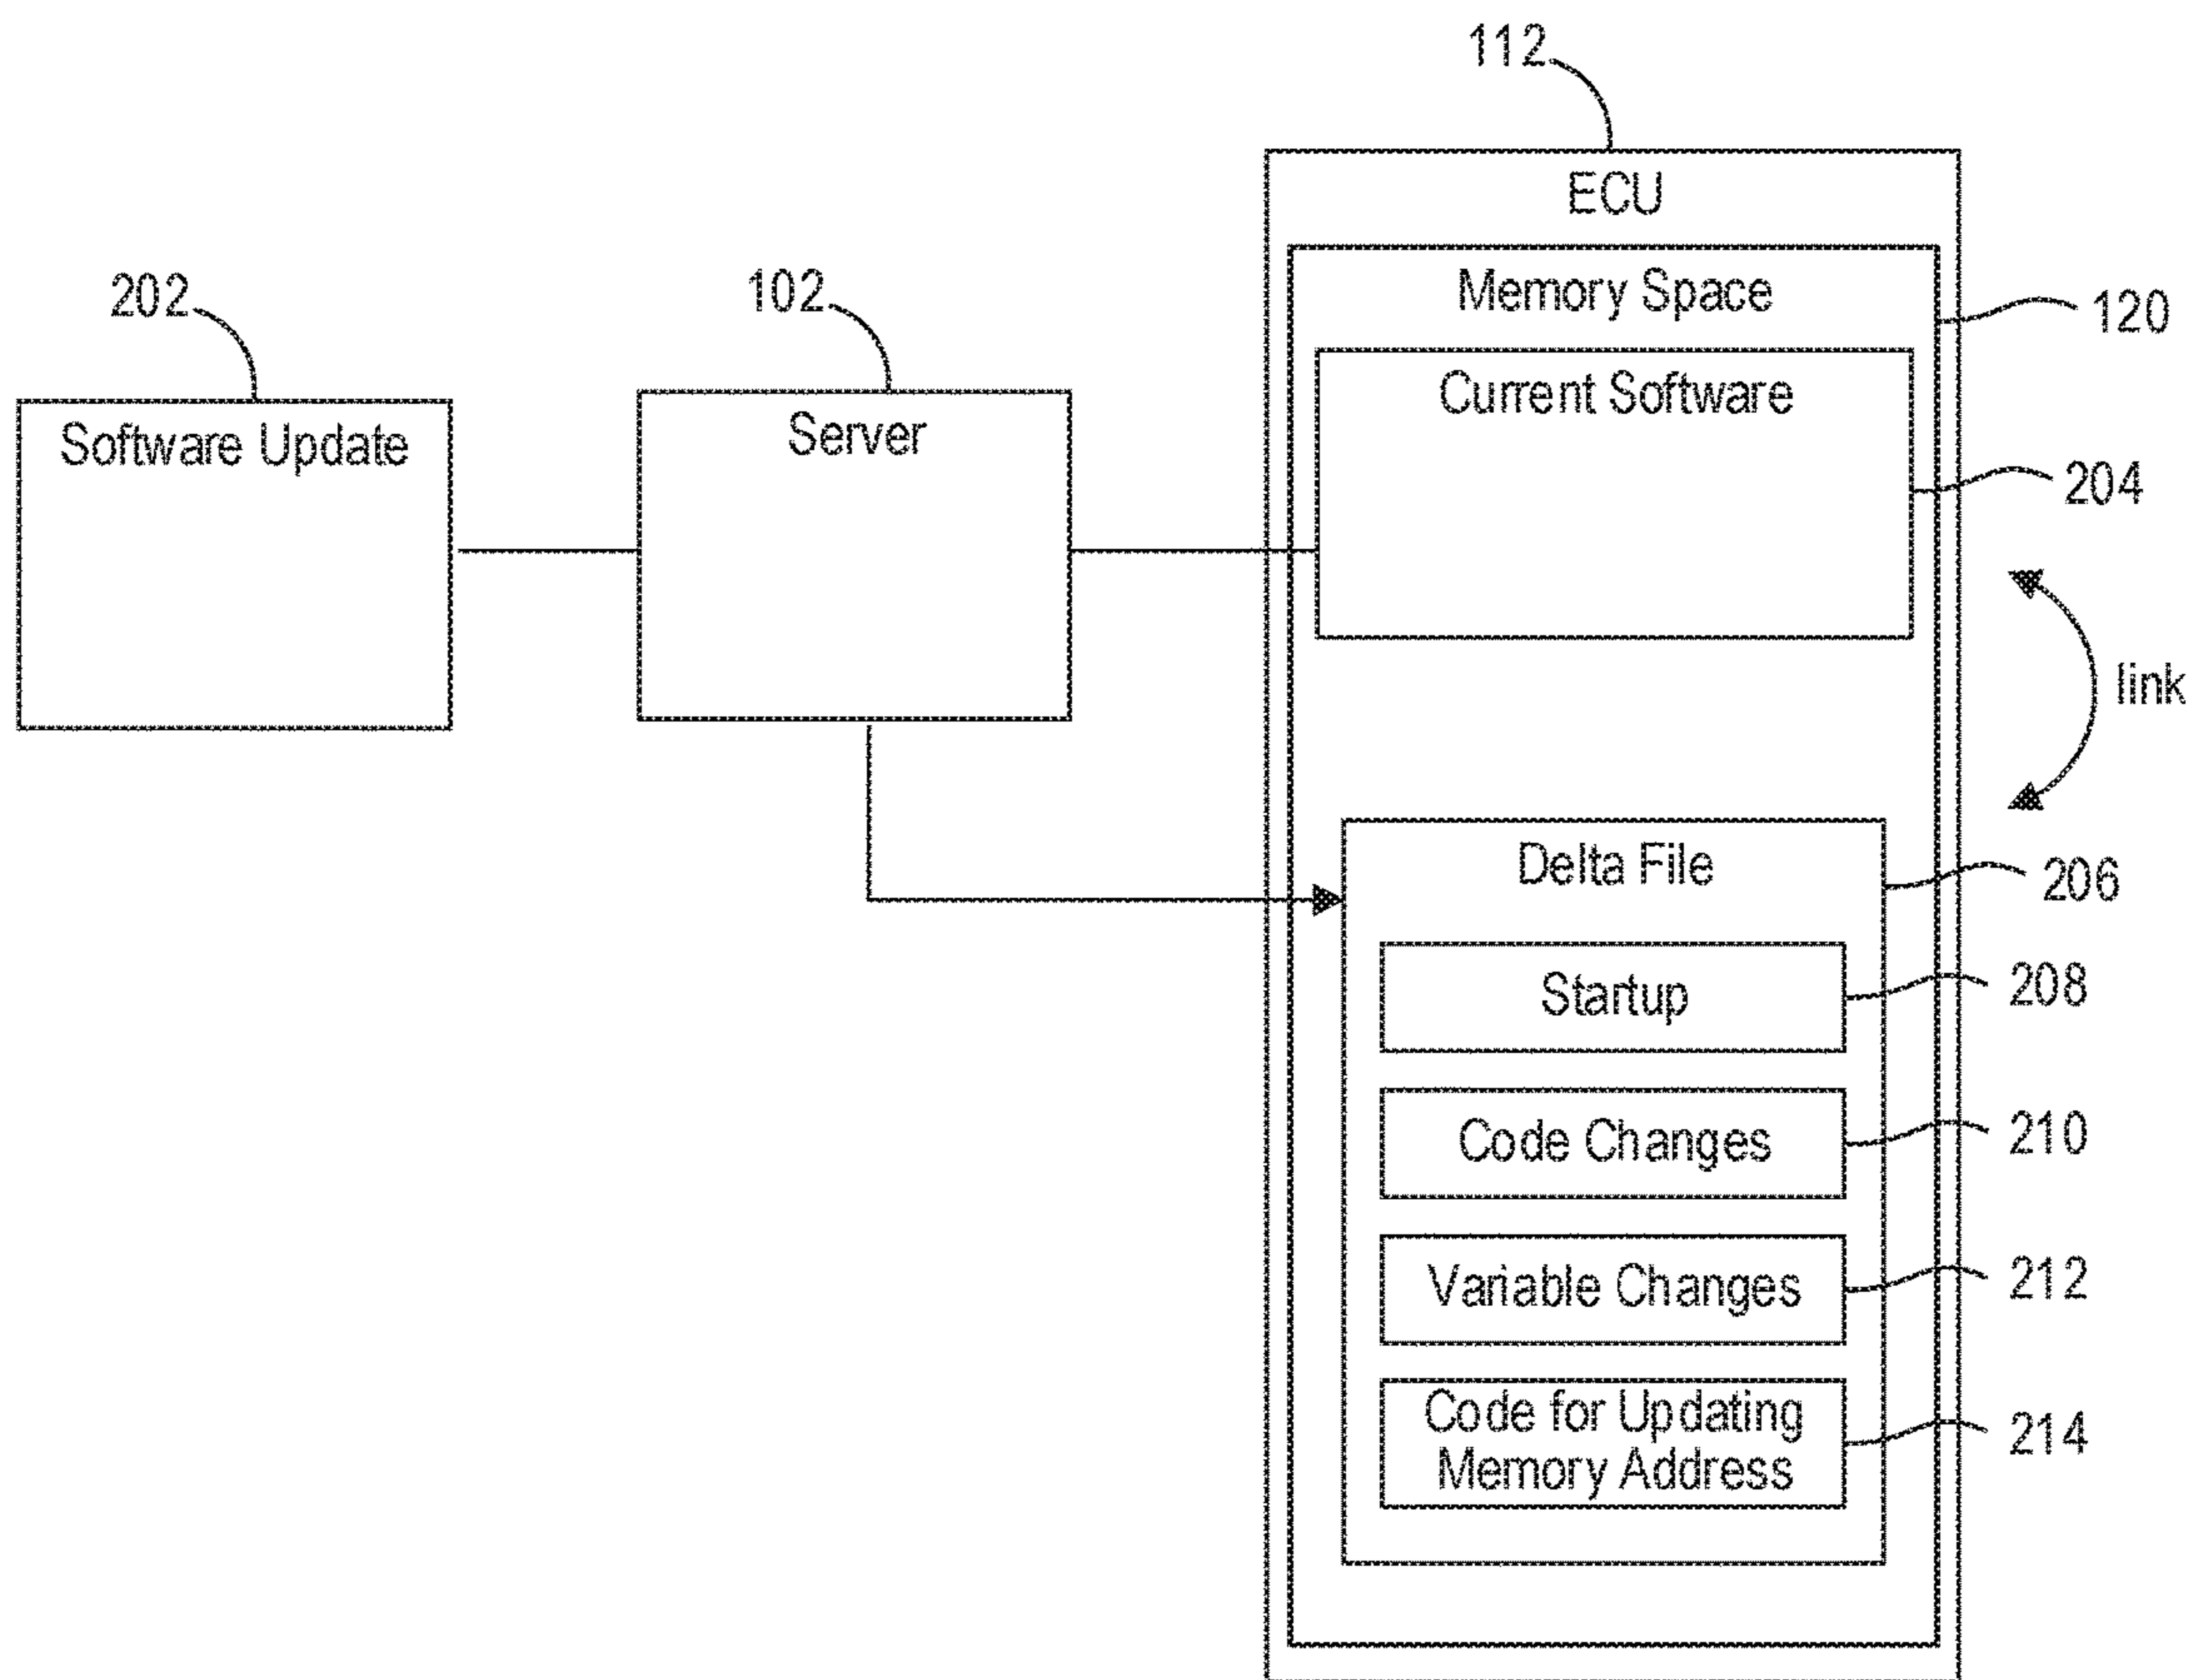 112
ECU
202
102
Memory Space
120
Software Update
Server
Current Software
204
link
Delta File
206
Startup
208
Code Changes
210
Variable Changes
212
Code for Updating
Memory Address
214